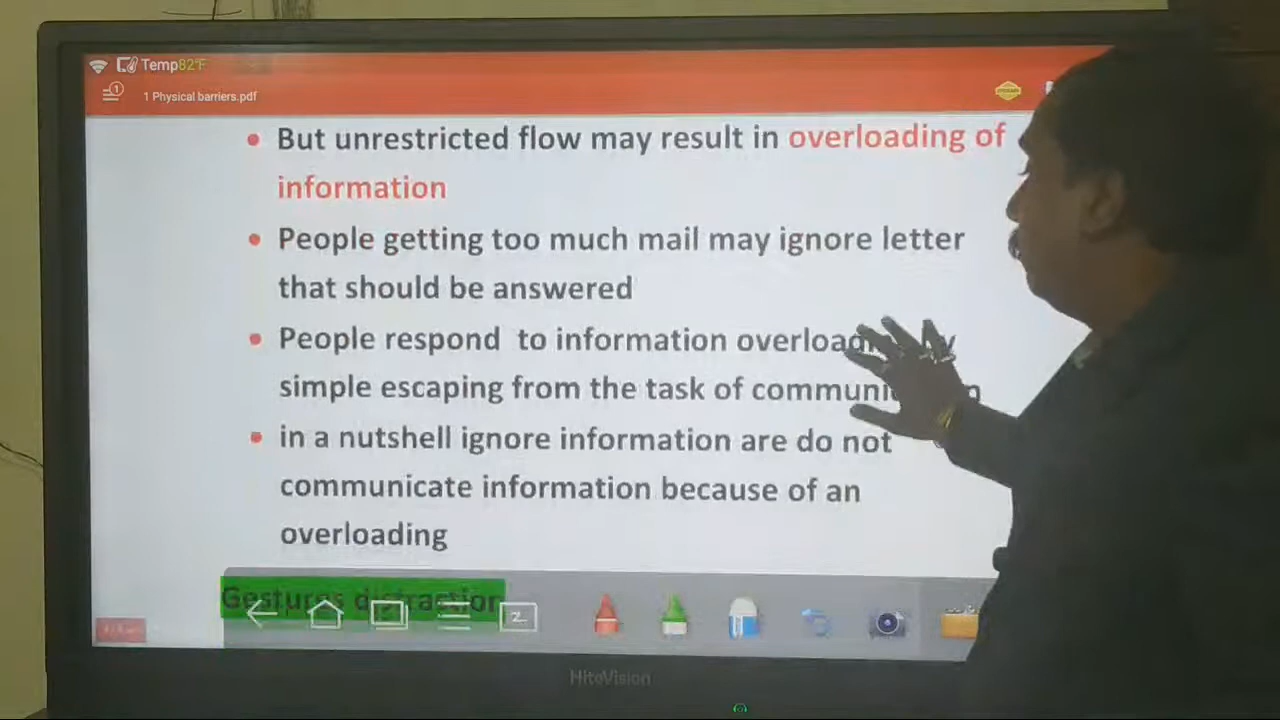 Temp82°F
1 Physical barriers.pdf
• But unrestricted flow may result in overloading of
information
• People getting too much mail may ignore letter
that should be answered
• People respond to information
simple escaping from the task of
• in a nutshell ignore information are do not
communicate information because of an
overloading
Gestures distraction
HiteVision